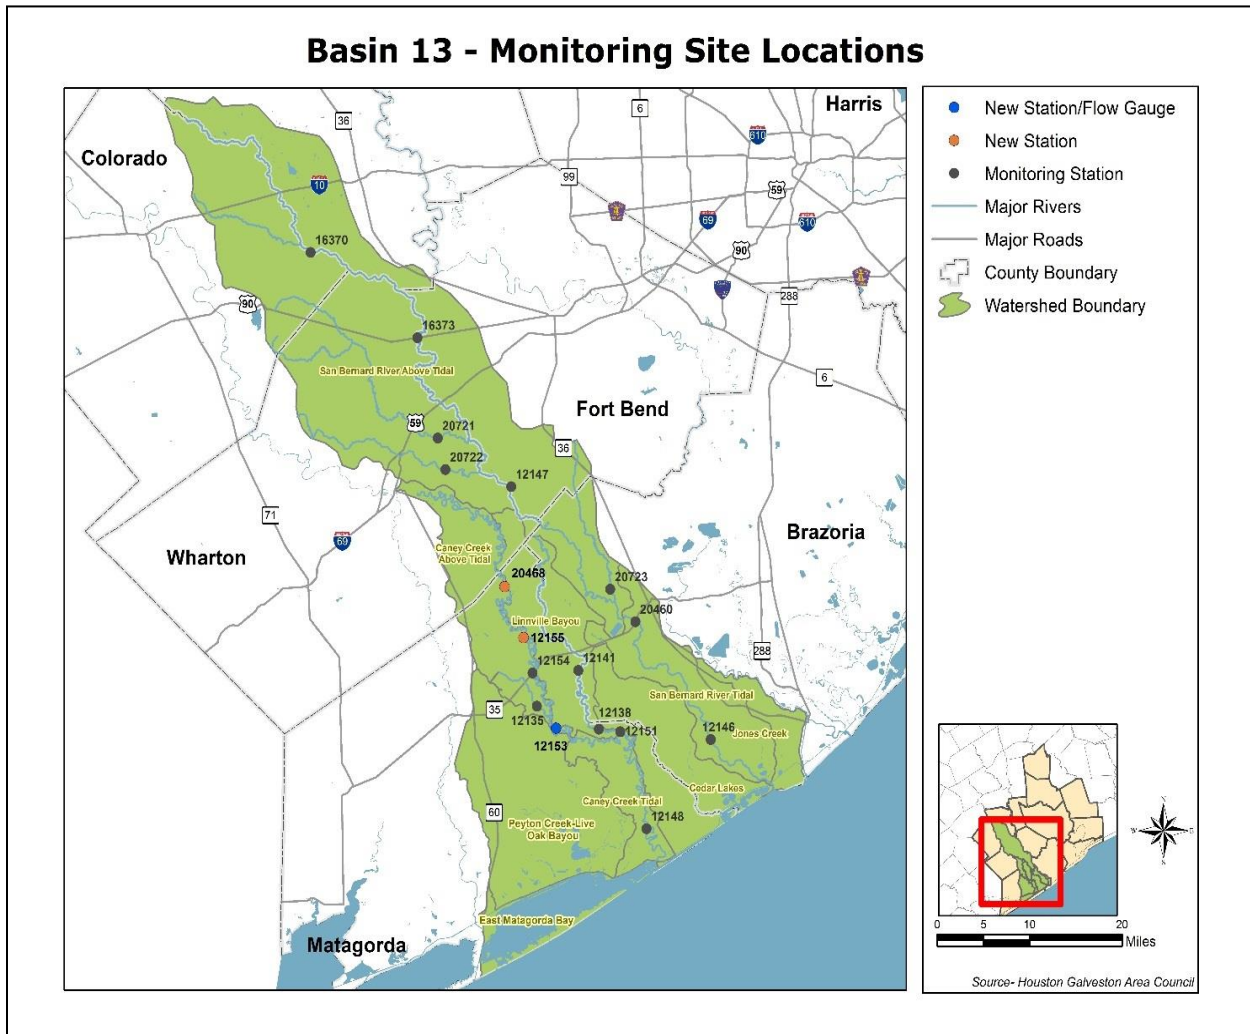 Basin 13 - Monitoring Site Locations
Harris
Colorado
36
6
610
10
99
59
69
610
90
16370
288
90
16373
San Bernard River Above Tidal
6
Fort Bend
59
20721
36
20722
12147
71
69
Wharton
Brazoria
Caney Creek
Above Tidal
20468
20723
20460
Linnville Bayou
12155
288
12154
12141
San Bernard River Tidal
35
12135
12138
12151
12146
Jones Creek
12153
Cedar Lakes
Caney Creek Tidal
60
Peyton Creek-Live
Oak Bayou
12148
East Matagorda Bay
Matagorda
New Station/Flow Gauge
New Station
Monitoring Station
Major Rivers
Major Roads
County Boundary
Watershed Boundary
0 5 10 20
Miles
Source- Houston Galveston Area Council